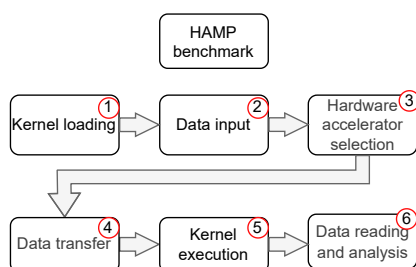 HAMP
benchmark
1
Kernel loading
2
Data input
3
Hardware
accelerator
selection
4
Data transfer
5
Kernel
execution
6
Data reading
and analysis